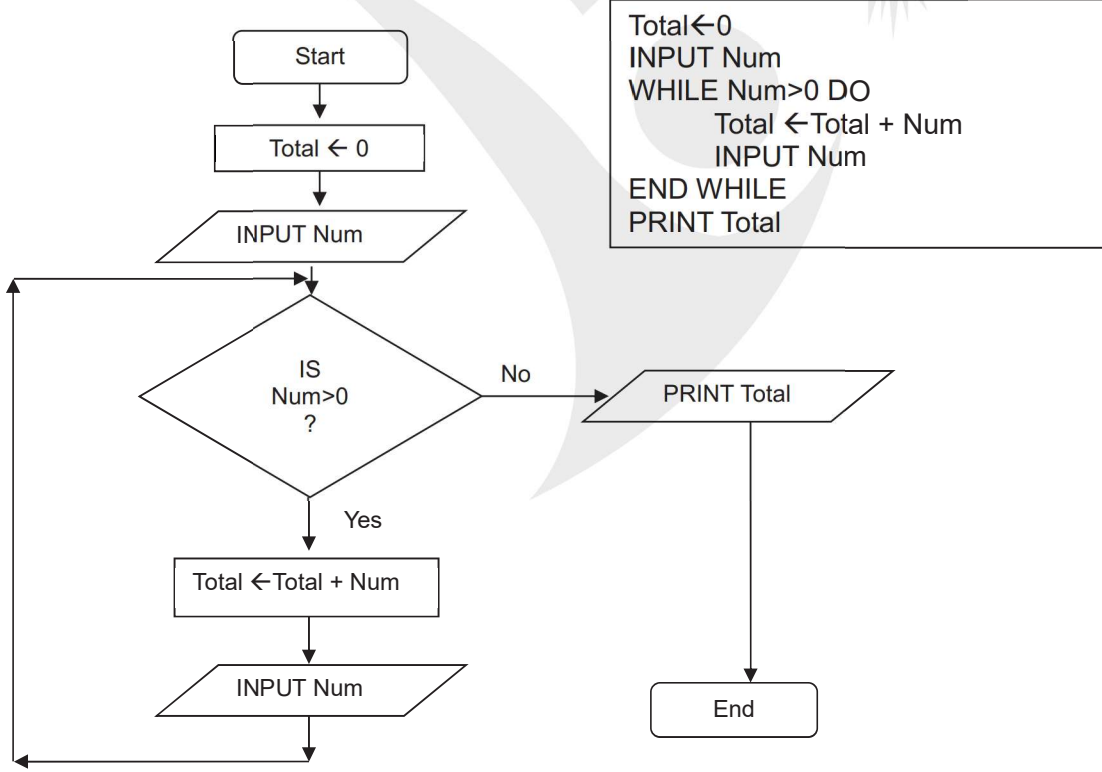 Start
Total ← 0
INPUT Num
IS
Num>0
?
No
PRINT Total
Yes
Total ←Total + Num
INPUT Num
End
Total←0
INPUT Num
WHILE Num>0 DO
Total ←Total + Num
INPUT Num
END WHILE
PRINT Total